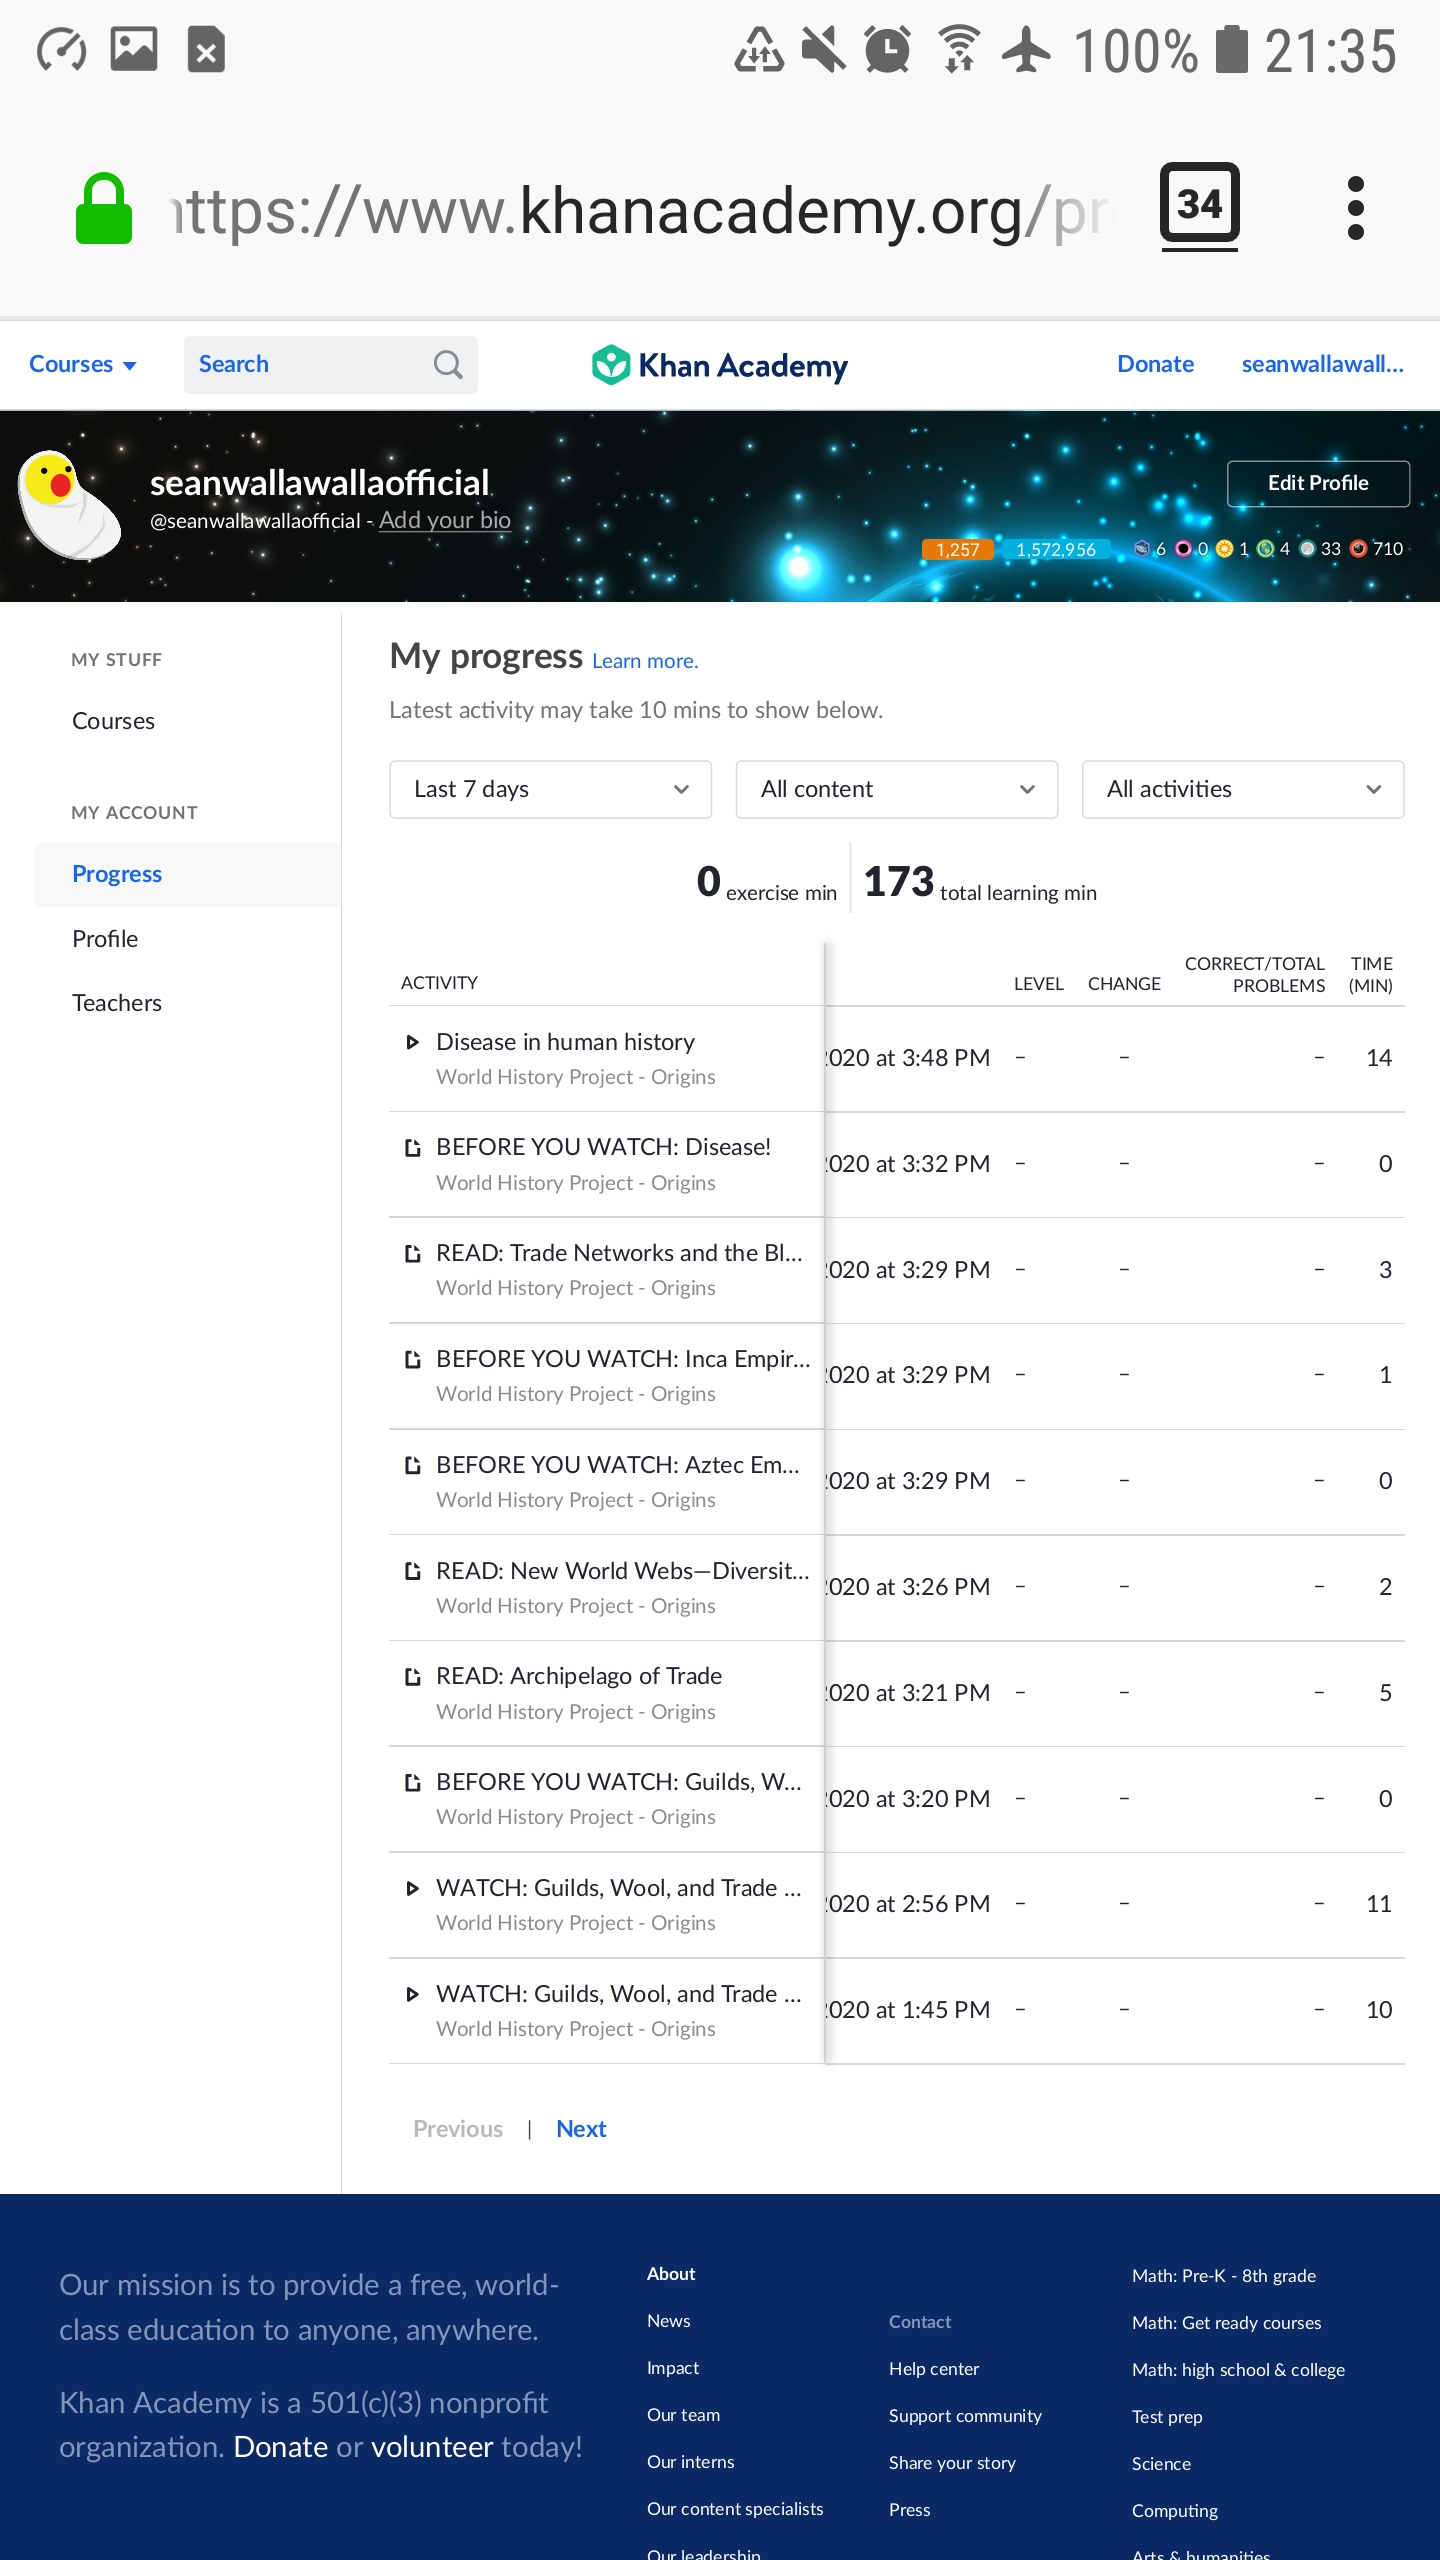 100% 21:35
https://www.khanacademy.org/pr
34
Courses Search Khan Academy Donate seanwallawall...
seanwallawallaofficial
@seanwallawallaofficial - Add your bio
Edit Profile
1,257 1,572,956 6 0 1 4 33 710
MY STUFF
Courses
MY ACCOUNT
Progress
Profile
Teachers
My progress Learn more.
Latest activity may take 10 mins to show below.
Last 7 days All content All activities
0 exercise min 173 total learning min
ACTIVITY LEVEL CHANGE CORRECT/TOTAL PROBLEMS TIME (MIN)
Disease in human history
World History Project - Origins
2020 at 3:48 PM – – – 14
BEFORE YOU WATCH: Disease!
World History Project - Origins
2020 at 3:32 PM – – – 0
READ: Trade Networks and the Bl...
World History Project - Origins
2020 at 3:29 PM – – – 3
BEFORE YOU WATCH: Inca Empir...
World History Project - Origins
2020 at 3:29 PM – – – 1
BEFORE YOU WATCH: Aztec Em...
World History Project - Origins
2020 at 3:29 PM – – – 0
READ: New World Webs—Diversit...
World History Project - Origins
2020 at 3:26 PM – – – 2
READ: Archipelago of Trade
World History Project - Origins
2020 at 3:21 PM – – – 5
BEFORE YOU WATCH: Guilds, W...
World History Project - Origins
2020 at 3:20 PM – – – 0
WATCH: Guilds, Wool, and Trade ...
World History Project - Origins
2020 at 2:56 PM – – – 11
WATCH: Guilds, Wool, and Trade ...
World History Project - Origins
2020 at 1:45 PM – – – 10
Previous | Next
Our mission is to provide a free, world-
class education to anyone, anywhere.
Khan Academy is a 501(c)(3) nonprofit
organization. Donate or volunteer today!
About
News
Impact
Our team
Our interns
Our content specialists
Our leadership
Contact
Help center
Support community
Share your story
Press
Math: Pre-K - 8th grade
Math: Get ready courses
Math: high school & college
Test prep
Science
Computing
Arts & humanities